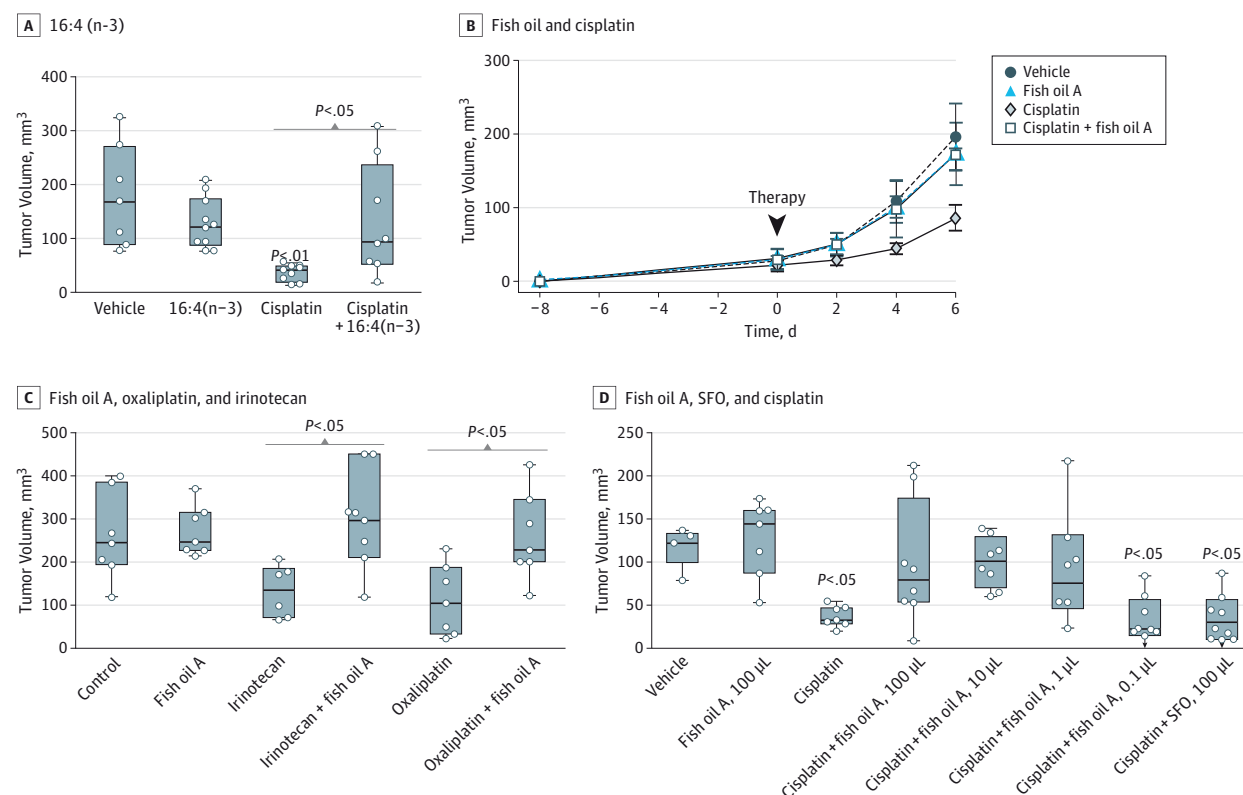 A 16:4 (n-3)
400
300
200
100
0
Tumor Volume, mm³
P<.05
P<.01
Vehicle
16:4(n−3)
Cisplatin
Cisplatin
+16:4(n−3)
B Fish oil and cisplatin
300
200
100
0
Tumor Volume, mm³
Therapy
−8
−6
−4
−2
0
2
4
6
Time, d
Vehicle
Fish oil A
Cisplatin
Cisplatin + fish oil A
C Fish oil A, oxaliplatin, and irinotecan
500
400
300
200
100
0
Tumor Volume, mm³
P<.05
P<.05
Control
Fish oil A
Irinotecan
Irinotecan + fish oil A
Oxaliplatin
Oxaliplatin + fish oil A
D Fish oil A, SFO, and cisplatin
250
200
150
100
50
0
Tumor Volume, mm³
P<.05
P<.05
P<.05
Vehicle
Fish oil A, 100 µL
Cisplatin
Cisplatin + fish oil A, 100 µL
Cisplatin + fish oil A, 10 µL
Cisplatin + fish oil A, 1 µL
Cisplatin + fish oil A, 0.1 µL
Cisplatin + SFO, 100 µL